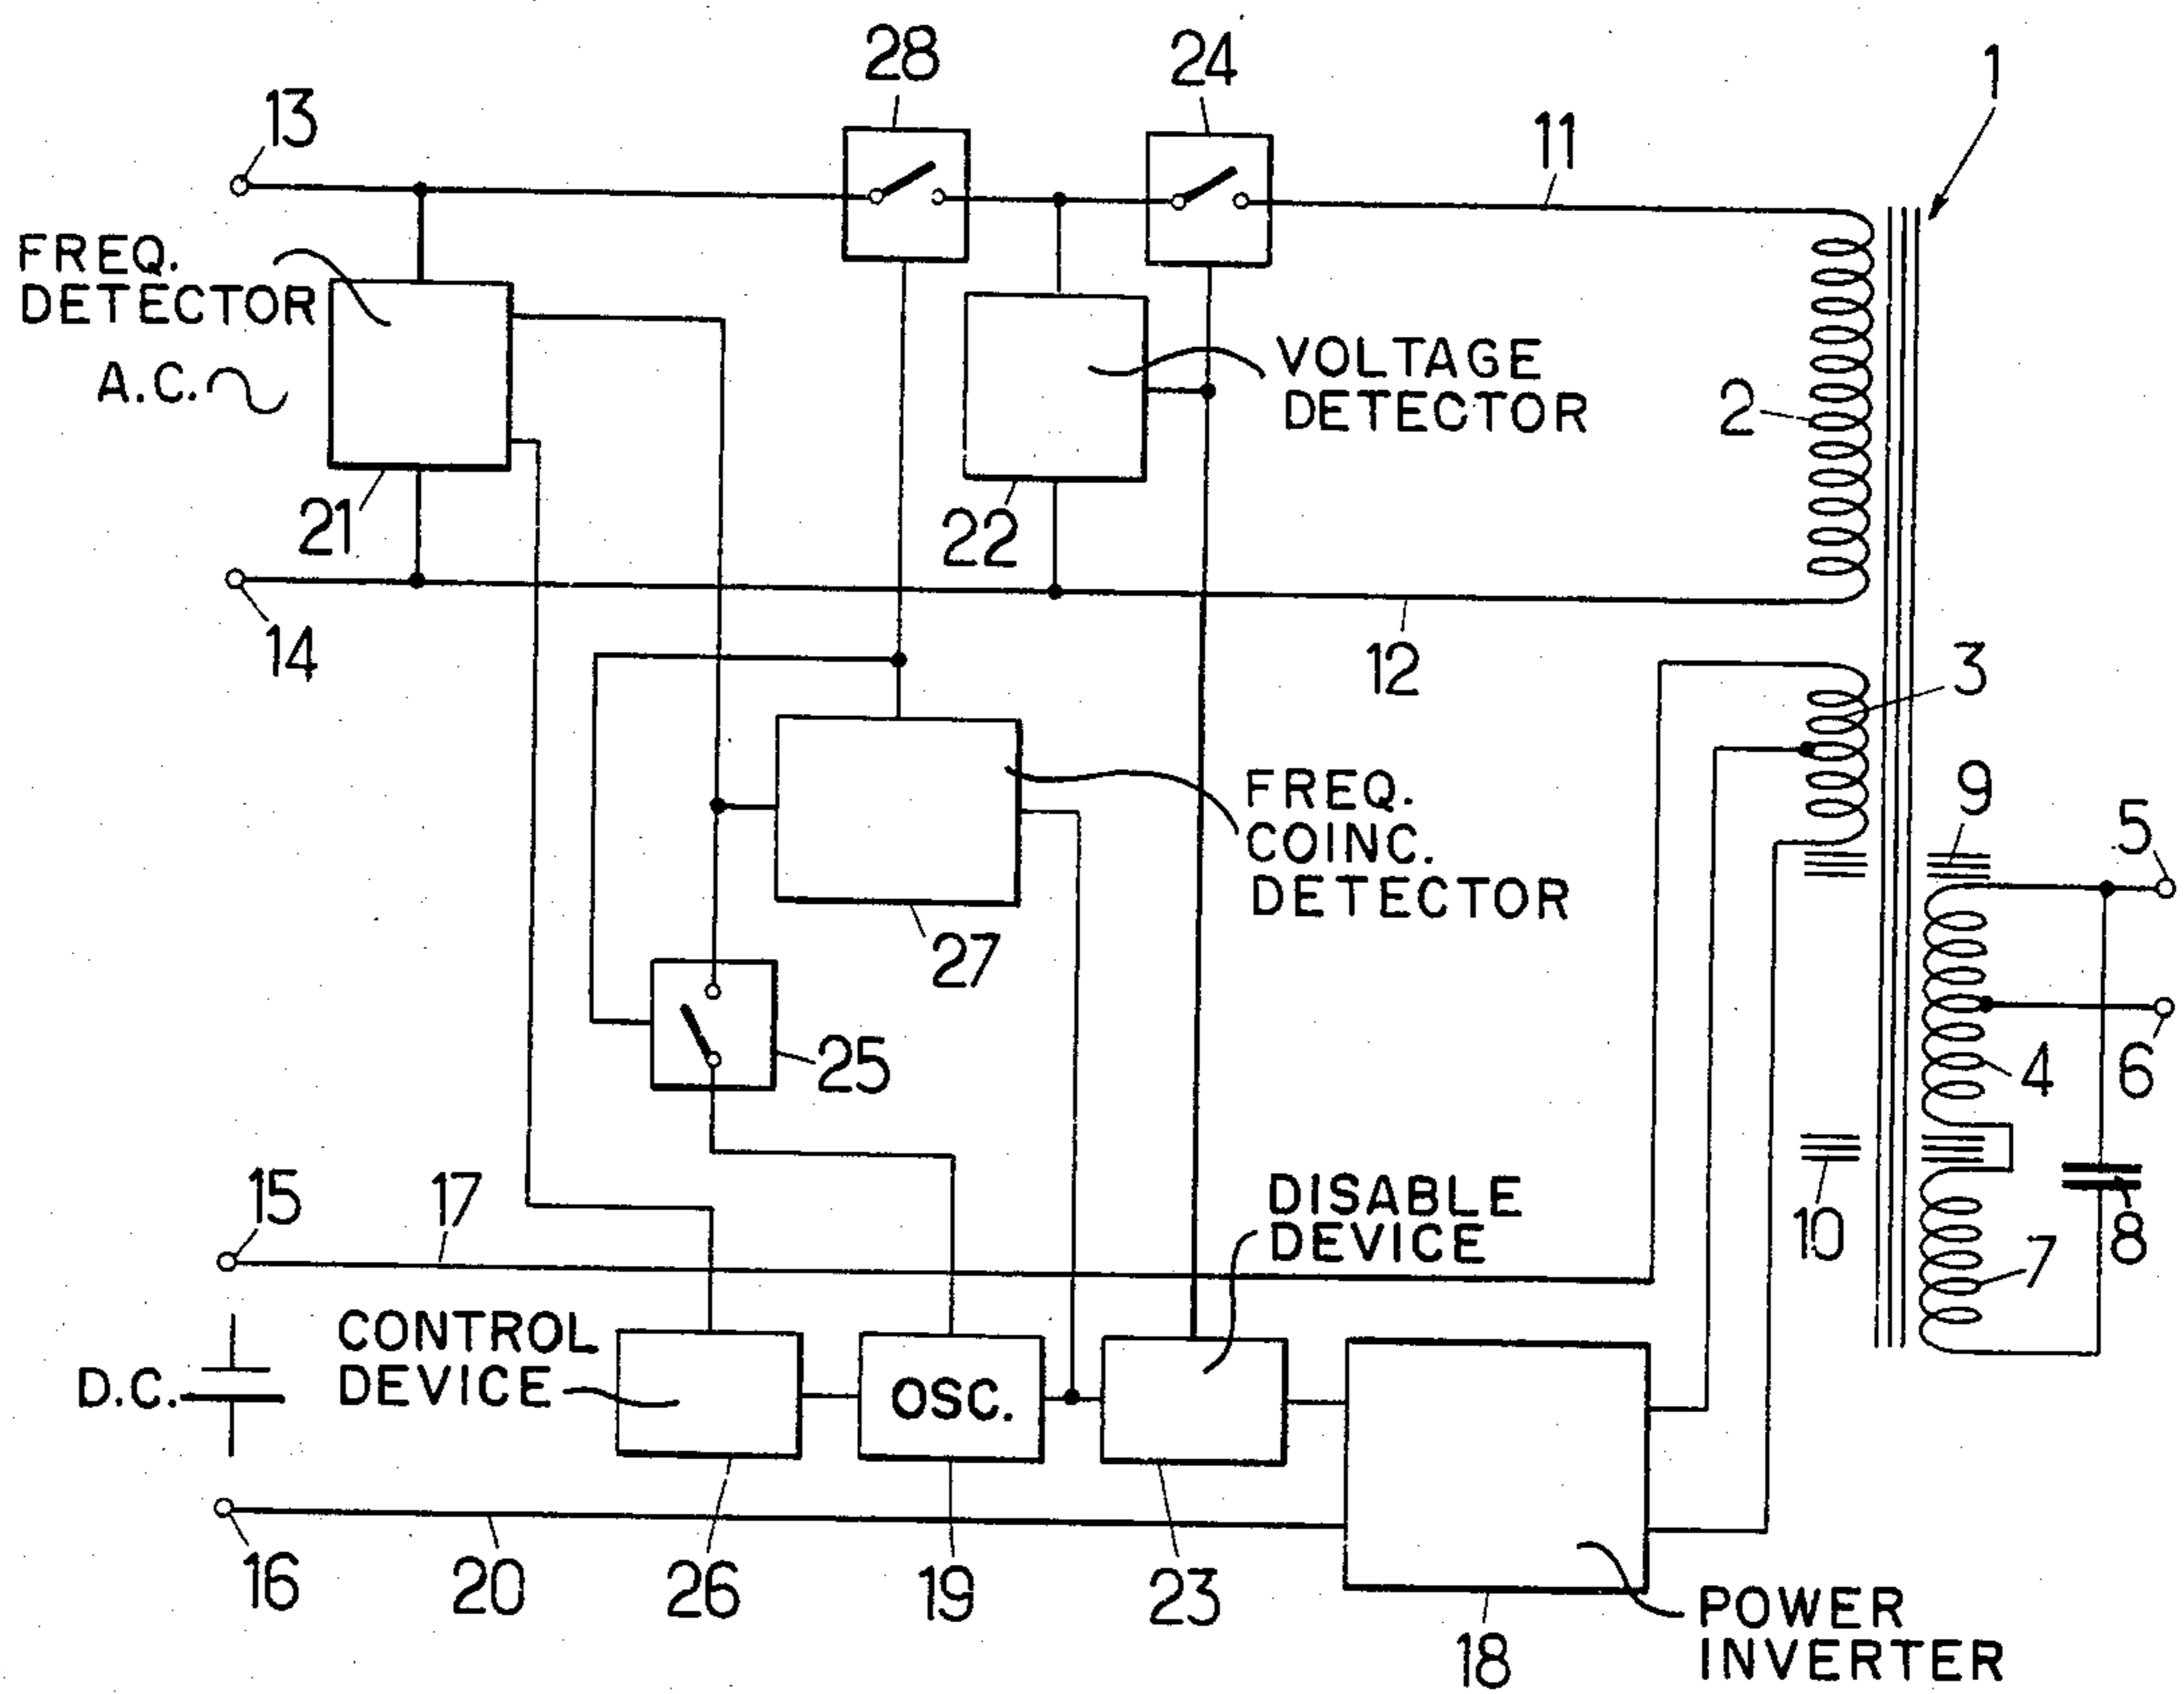 28
24
1
13
11
FREQ.
DETECTOR
A.C.
VOLTAGE
DETECTOR
2
21
22
14
12
3
FREQ.
COINC.
DETECTOR
9
5
27
25
4
6
15
17
DISABLE
DEVICE
10
8
7
CONTROL
DEVICE
D.C.
OSC.
16
20
26
19
23
18
POWER
INVERTER